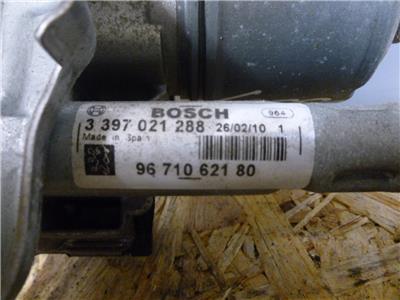 BOSCH 964
3 397 021 288 26/02/10 1
Made in Spain
96 710 621 80